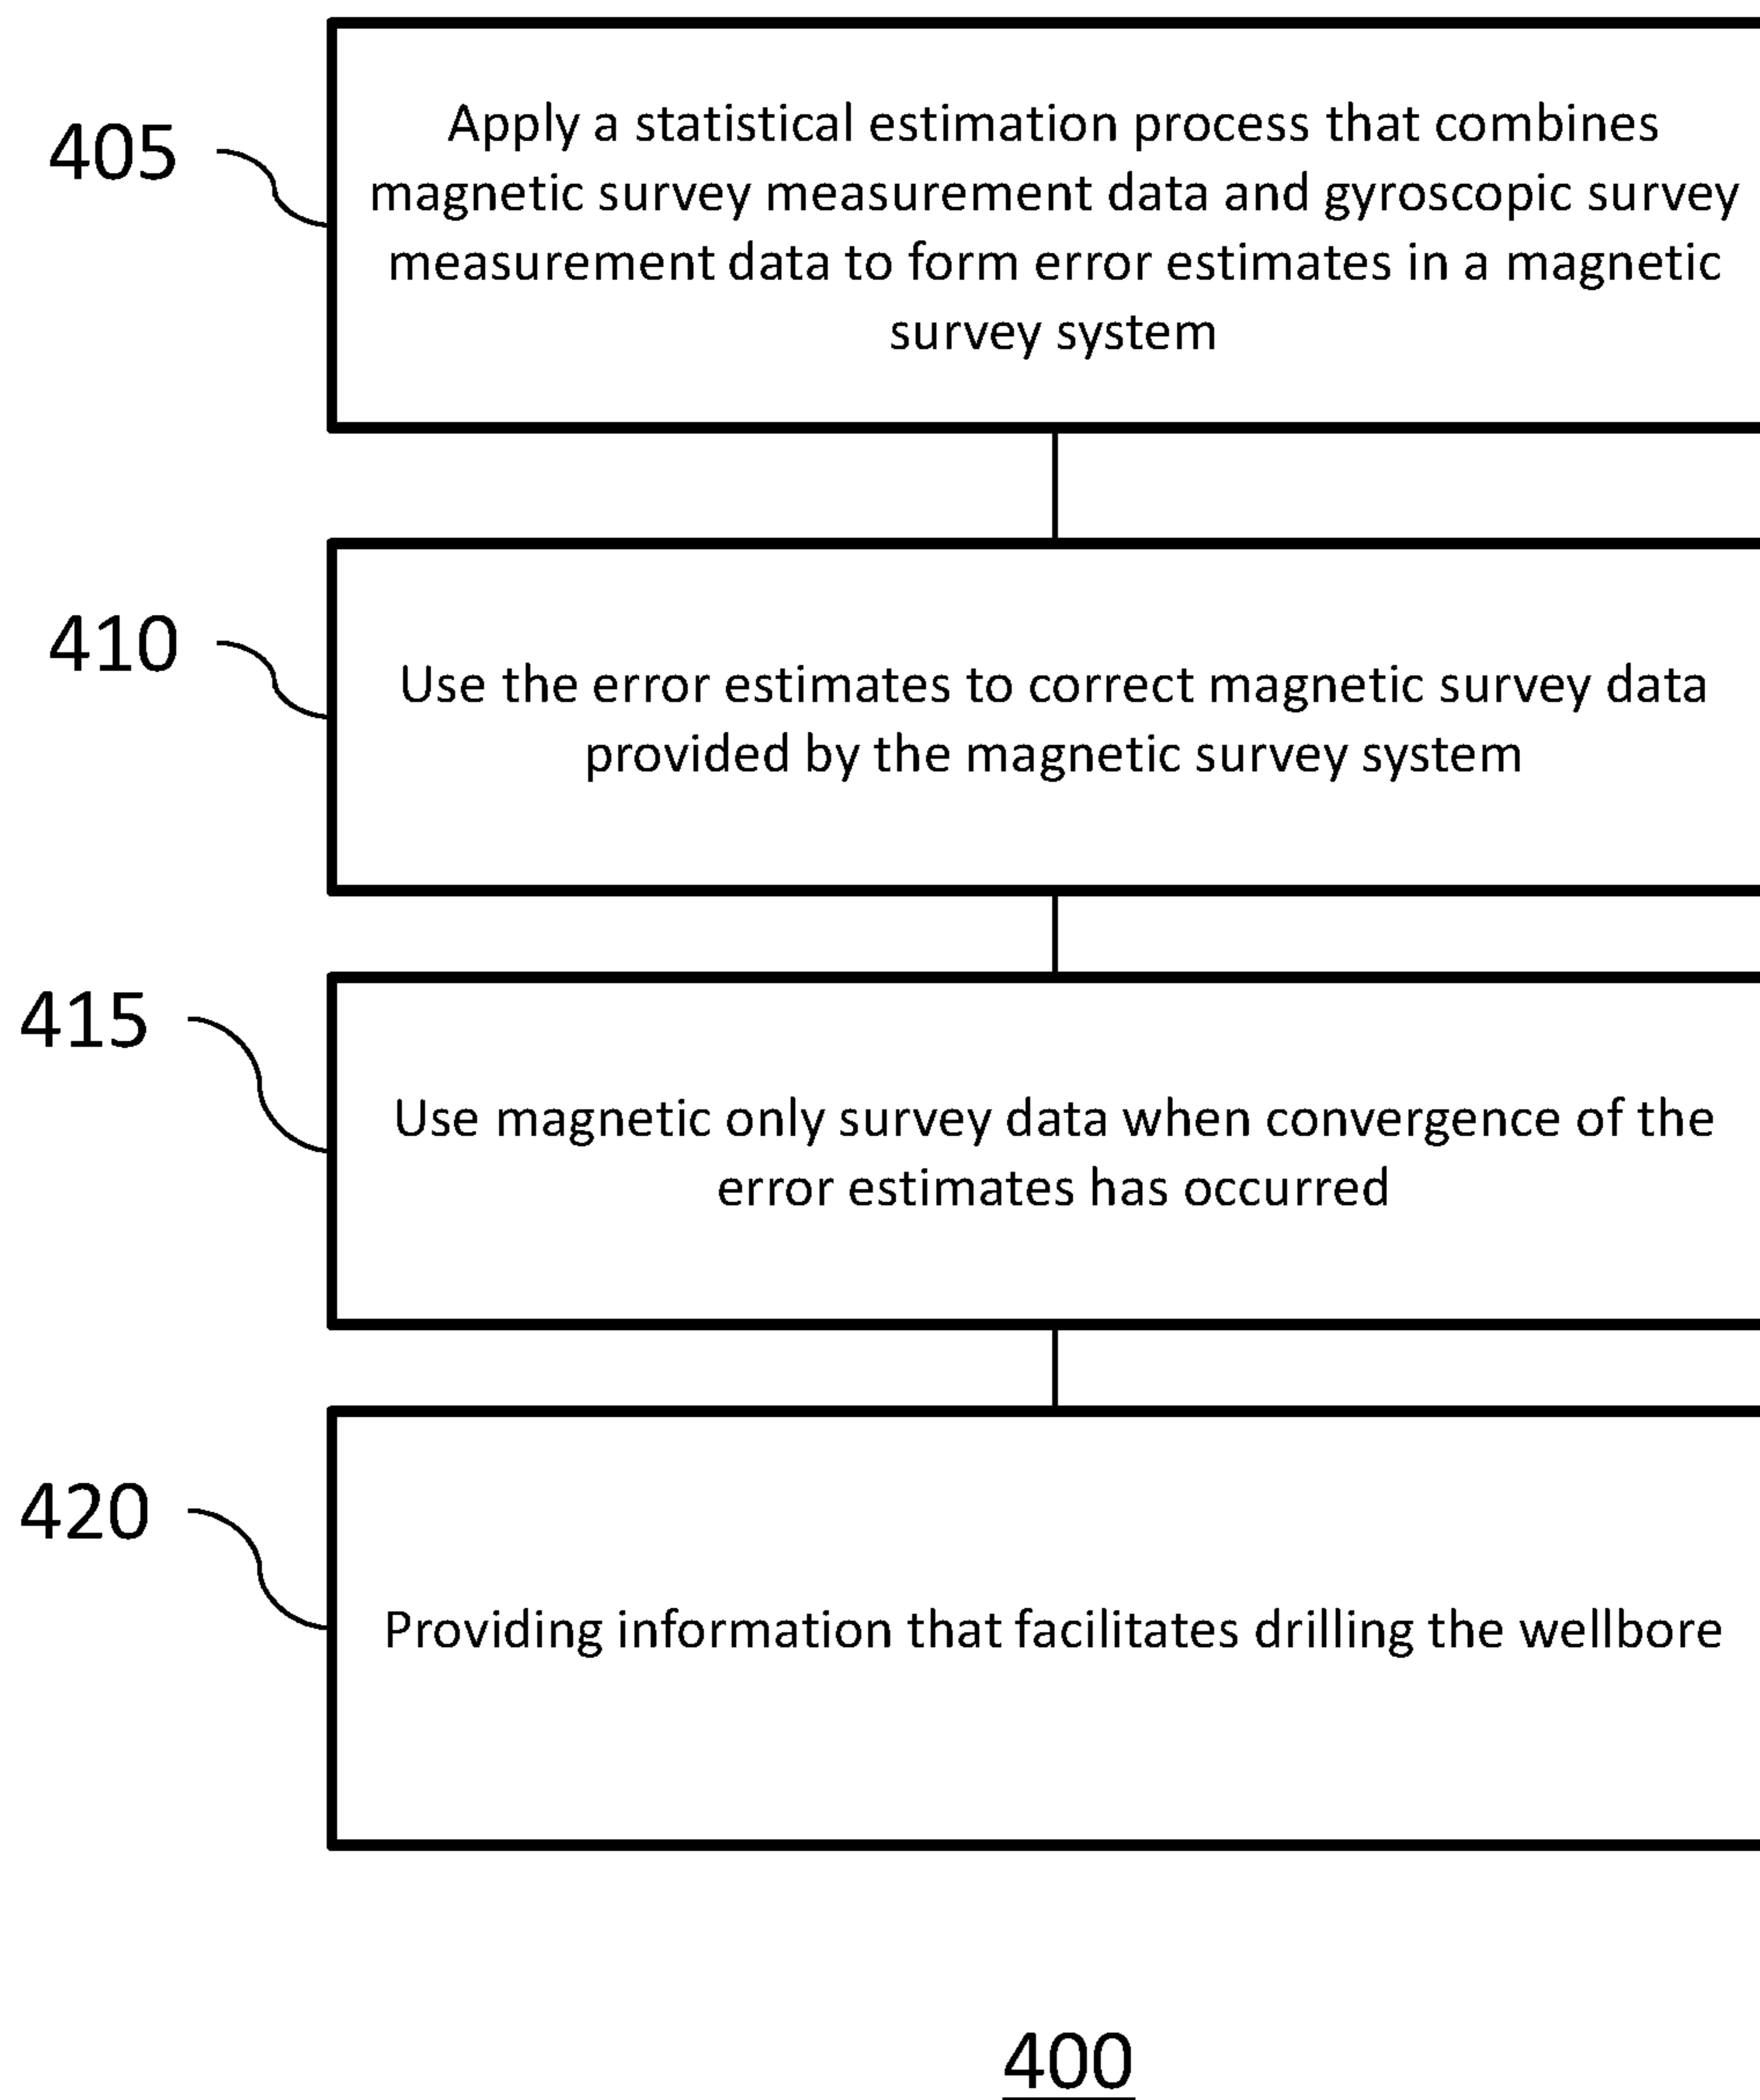 405
Apply a statistical estimation process that combines
magnetic survey measurement data and gyroscopic survey
measurement data to form error estimates in a magnetic
survey system
410
Use the error estimates to correct magnetic survey data
provided by the magnetic survey system
415
Use magnetic only survey data when convergence of the
error estimates has occurred
420
Providing information that facilitates drilling the wellbore
400